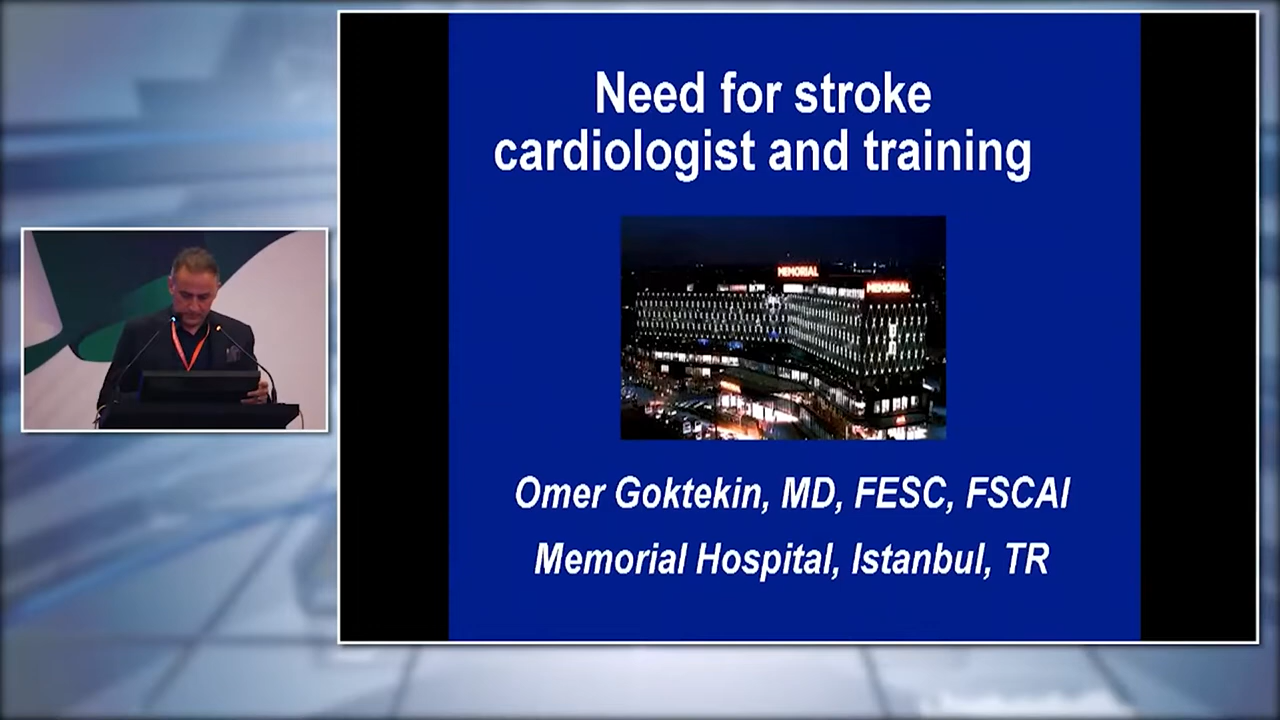 Need for stroke
cardiologist and training
MEMORIAL
MEMORIAL
Omer Goktekin, MD, FESC, FSCAI
Memorial Hospital, Istanbul, TR